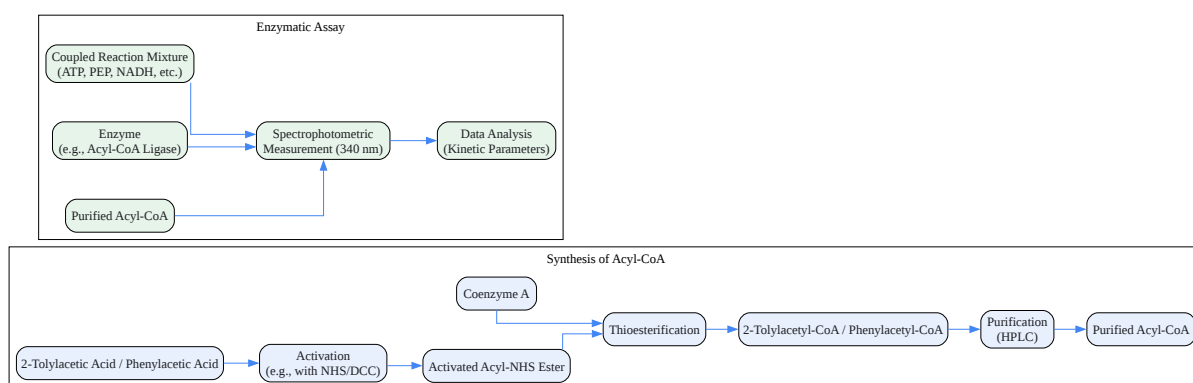 Enzymatic Assay
Coupled Reaction Mixture
(ATP, PEP, NADH, etc.)
Enzyme
(e.g., Acyl-CoA Ligase)
Spectrophotometric
Measurement (340 nm)
Data Analysis
(Kinetic Parameters)
Purified Acyl-CoA
Synthesis of Acyl-CoA
Coenzyme A
Thioesterification
2-Tolylacetyl-CoA / Phenylacetyl-CoA
Purification
(HPLC)
Purified Acyl-CoA
2-Tolylacetic Acid / Phenylacetic Acid
Activation
(e.g., with NHS/DCC)
Activated Acyl-NHS Ester